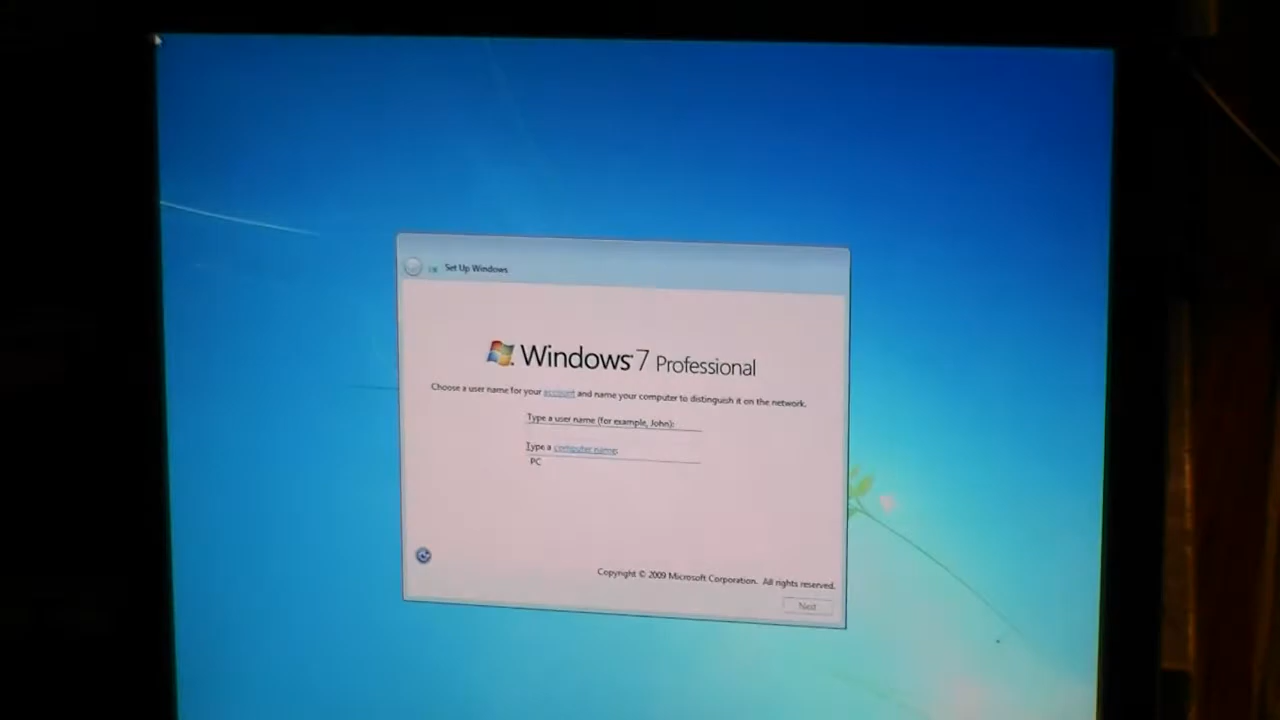 Set Up Windows
Windows 7 Professional
Choose a user name for your account and name your computer to distinguish it on the network.
Type a user name (for example, John):
Type a computer name:
PC
Copyright © 2009 Microsoft Corporation. All rights reserved.
Next